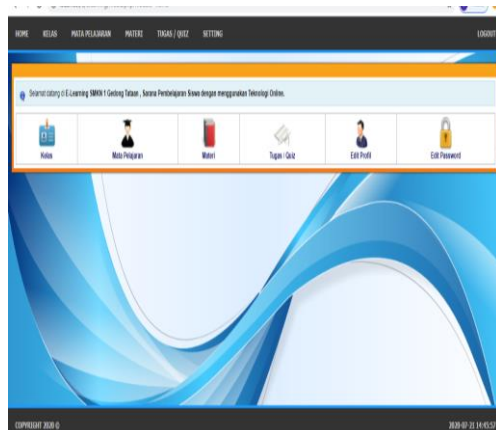 HOME KELAS MATA PELAJARAN MATERI TUGAS / QUIZ SETTING LOGOUT
Selamat datang di E-Learning SMKN 1 Gedong Tataan , Sarana Pembelajaran Siswa dengan menggunakan Teknologi Online.
Kelas Mata Pelajaran Materi Tugas / Quiz Edit Profil Edit Password
COPYRIGHT 2020 © 2020-07-21 14:45:57